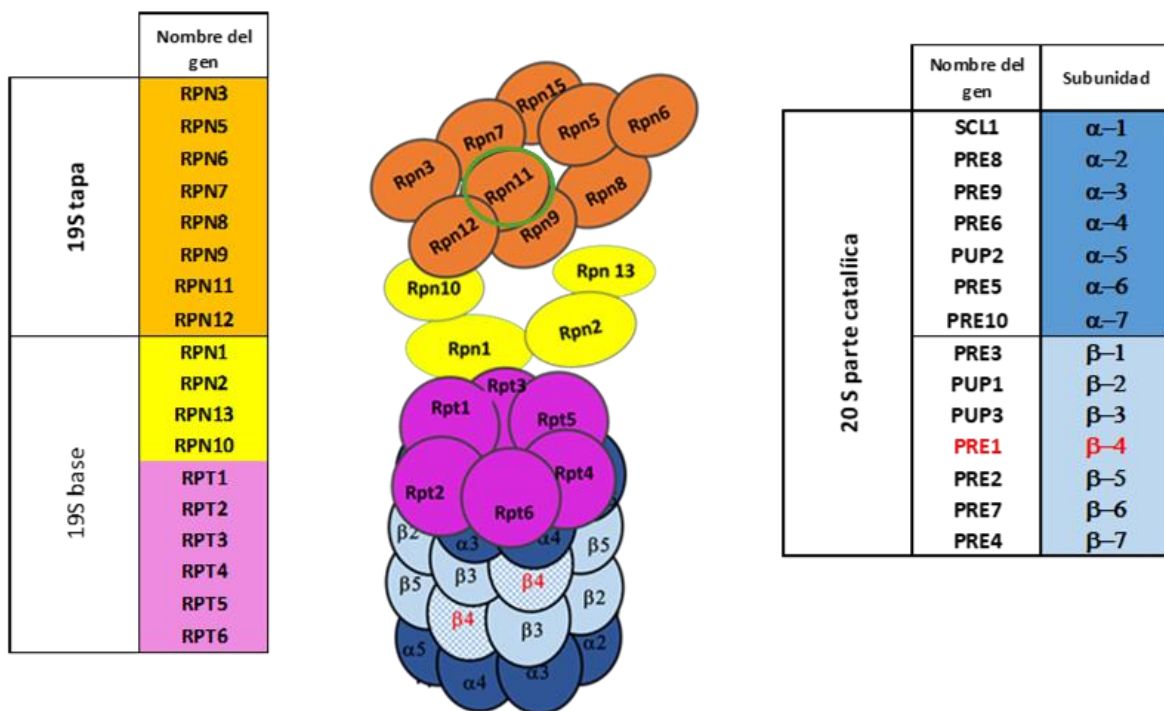 Nombre del
gen
19S tapa
RPN3
RPN5
RPN6
RPN7
RPN8
RPN9
RPN11
RPN12
19S base
RPN1
RPN2
RPN13
RPN10
RPT1
RPT2
RPT3
RPT4
RPT5
RPT6
Rpn15
Rpn7
Rpn5
Rpn6
Rpn3
Rpn11
Rpn8
Rpn12
Rpn9
Rpn10
Rpn 13
Rpn1
Rpn2
Rpt3
Rpt1
Rpt5
Rpt2
Rpt4
Rpt6
β2
α3
α4
β5
β3
β4
β5
β2
β4
β3
α5
α2
α4
α3
Nombre del
gen
Subunidad
20 S parte catalíica
SCL1 α–1
PRE8 α–2
PRE9 α–3
PRE6 α–4
PUP2 α–5
PRE5 α–6
PRE10 α–7
PRE3 β–1
PUP1 β–2
PUP3 β–3
PRE1 β–4
PRE2 β–5
PRE7 β–6
PRE4 β–7